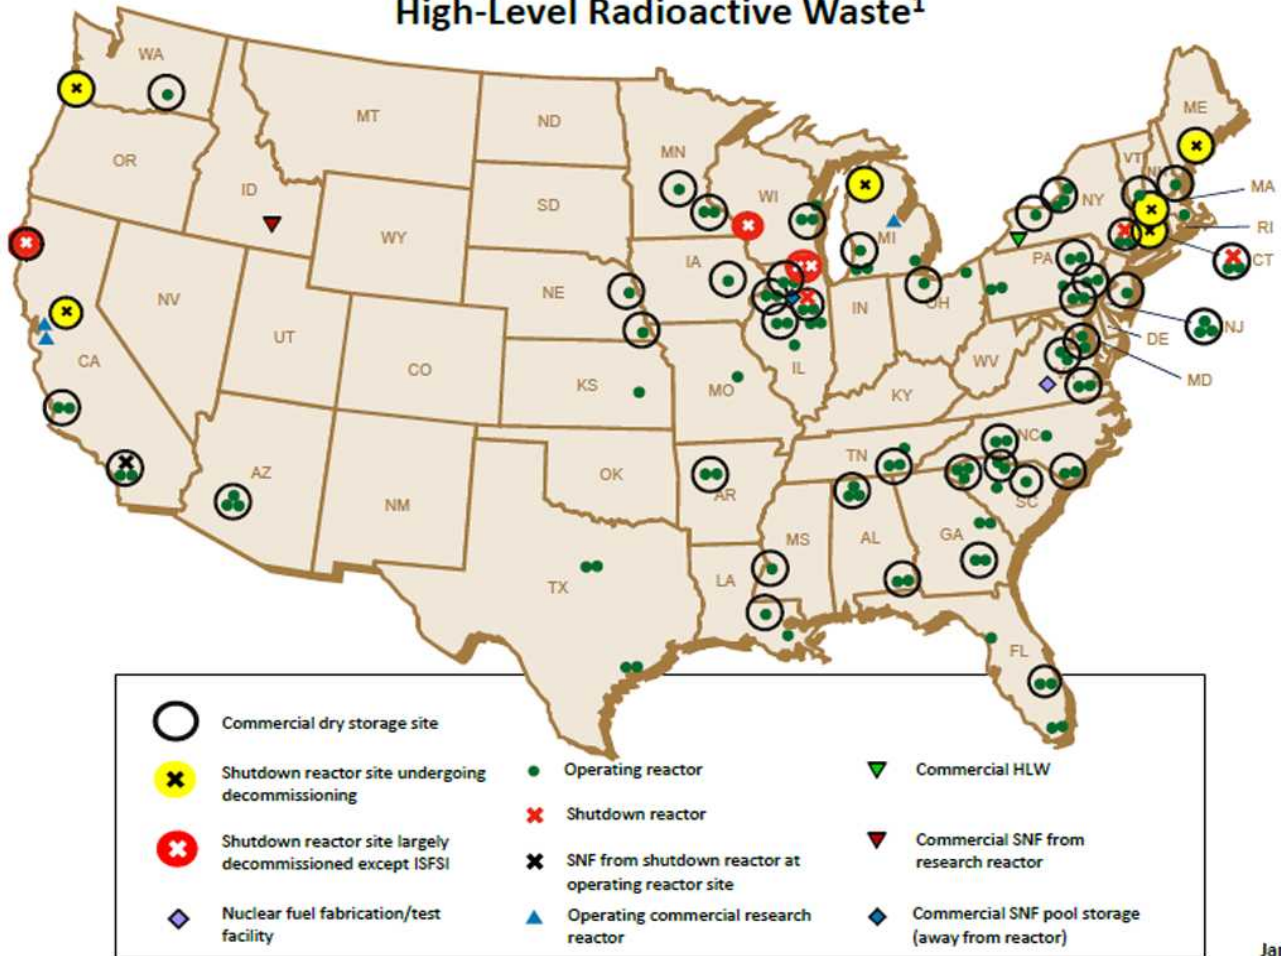 High-Level Radioactive Waste¹
WA
MT
ND
MN
ME
OR
ID
SD
WI
VT
NH
NY
MA
WY
MI
RI
NE
IA
PA
CT
NV
UT
CA
CO
KS
MO
IL
IN
OH
WV
KY
NJ
DE
MD
AZ
NM
OK
AR
TN
NC
SC
TX
LA
MS
AL
GA
FL
Commercial dry storage site
Shutdown reactor site undergoing
decommissioning
Shutdown reactor site largely
decommissioned except ISFSI
Nuclear fuel fabrication/test
facility
Operating reactor
Shutdown reactor
SNF from shutdown reactor at
operating reactor site
Operating commercial research
reactor
Commercial HLW
Commercial SNF from
research reactor
Commercial SNF pool storage
(away from reactor)